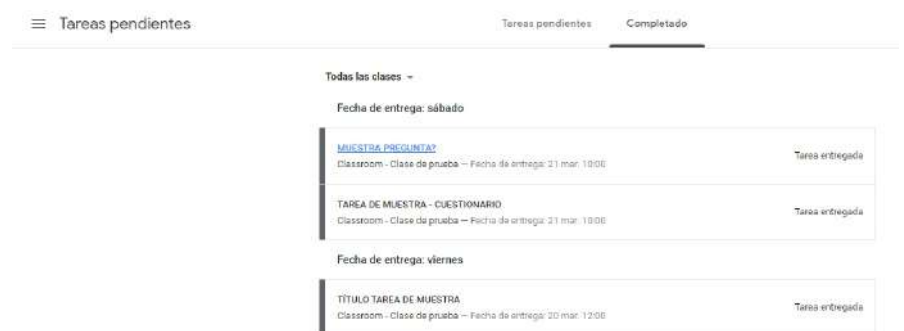 Tareas pendientes
Tareas pendientes Completado
Todas las clases
Fecha de entrega: sábado
MUESTRA PREGUNTA?
Classroom - Clase de prueba — Fecha de entrega: 21 mar. 18:06
Tarea entregada
TAREA DE MUESTRA - CUESTIONARIO
Classroom - Clase de prueba — Fecha de entrega: 21 mar. 18:06
Tarea entregada
Fecha de entrega: viernes
TÍTULO TAREA DE MUESTRA
Classroom - Clase de prueba — Fecha de entrega: 20 mar. 12:00
Tarea entregada